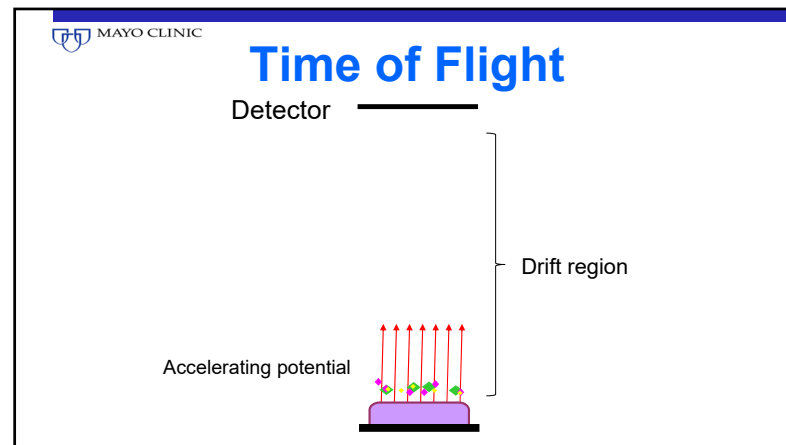 MAYO CLINIC
Time of Flight
Detector
Drift region
Accelerating potential